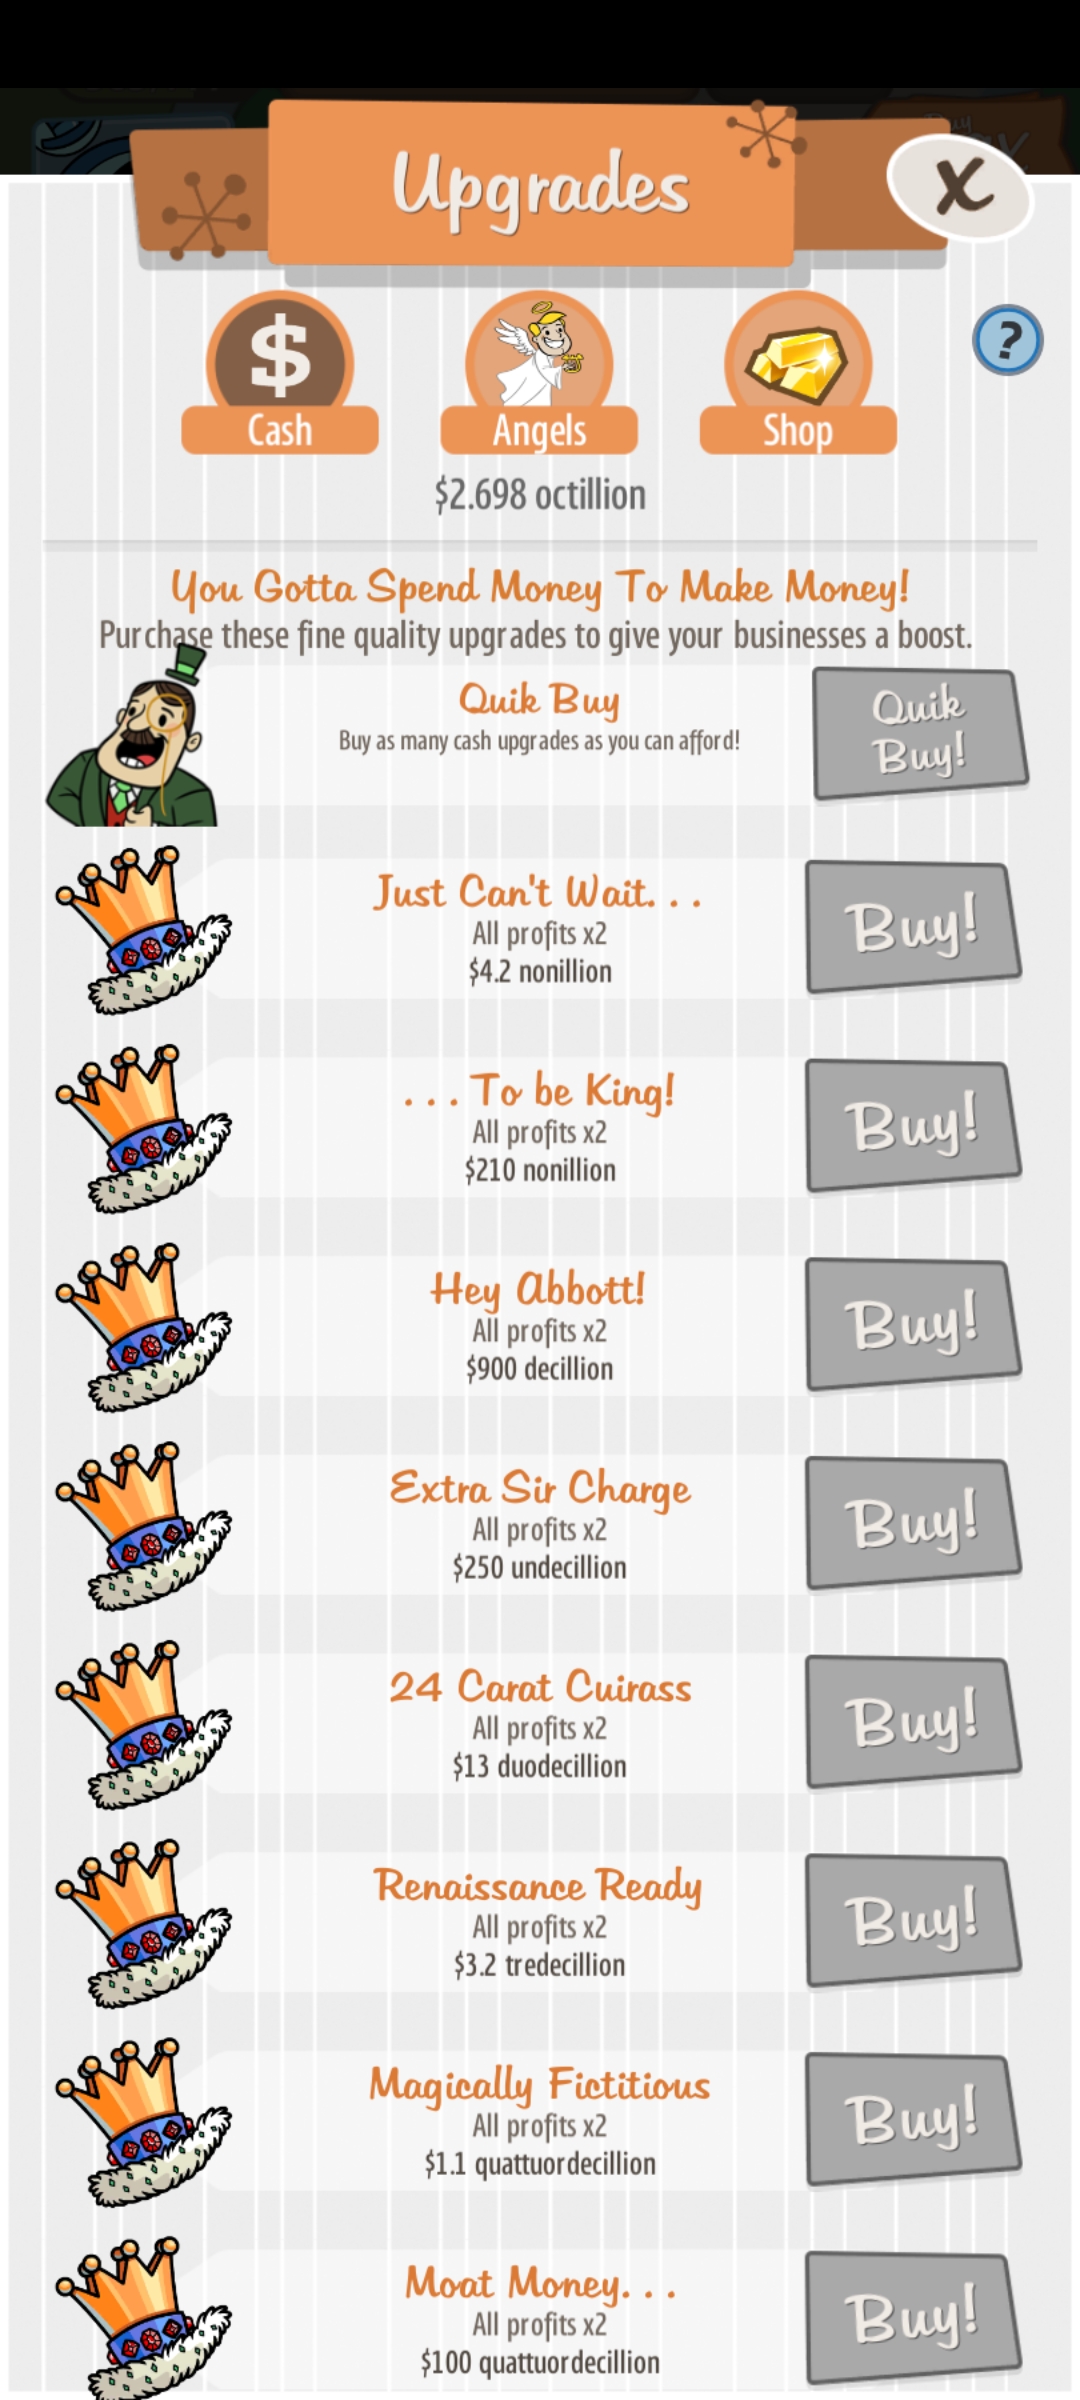 Upgrades
X
$
?
Cash
Angels
Shop
$2.698 octillion
You Gotta Spend Money To Make Money!
Purchase these fine quality upgrades to give your businesses a boost.
Quik Buy
Buy as many cash upgrades as you can afford!
Quik
Buy!
Just Can't Wait. . .
All profits x2
$4.2 nonillion
Buy!
. . . To be King!
All profits x2
$210 nonillion
Buy!
Hey Abbott!
All profits x2
$900 decillion
Buy!
Extra Sir Charge
All profits x2
$250 undecillion
Buy!
24 Carat Cuirass
All profits x2
$13 duodecillion
Buy!
Renaissance Ready
All profits x2
$3.2 tredecillion
Buy!
Magically Fictitious
All profits x2
$1.1 quattuordecillion
Buy!
Moat Money. . .
All profits x2
$100 quattuordecillion
Buy!